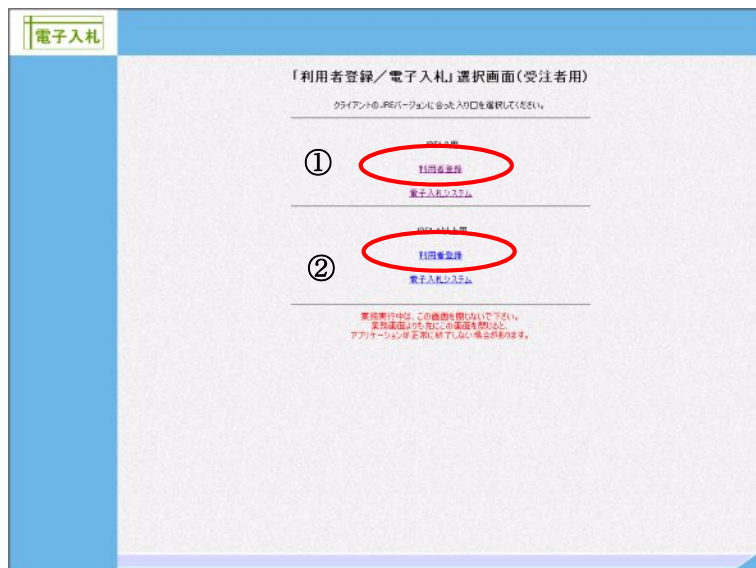 電子入札
「利用者登録／電子入札」選択画面(受注者用)
クライアントのJREバージョンに合った入り口を選択してください。
①
利用者登録
電子入札システム
②
利用者登録
電子入札システム
業務実行中は、この画面を閉じないで下さい。
業務画面よりも先にこの画面を閉じると、
アプリケーションが正常に終了しない場合があります。